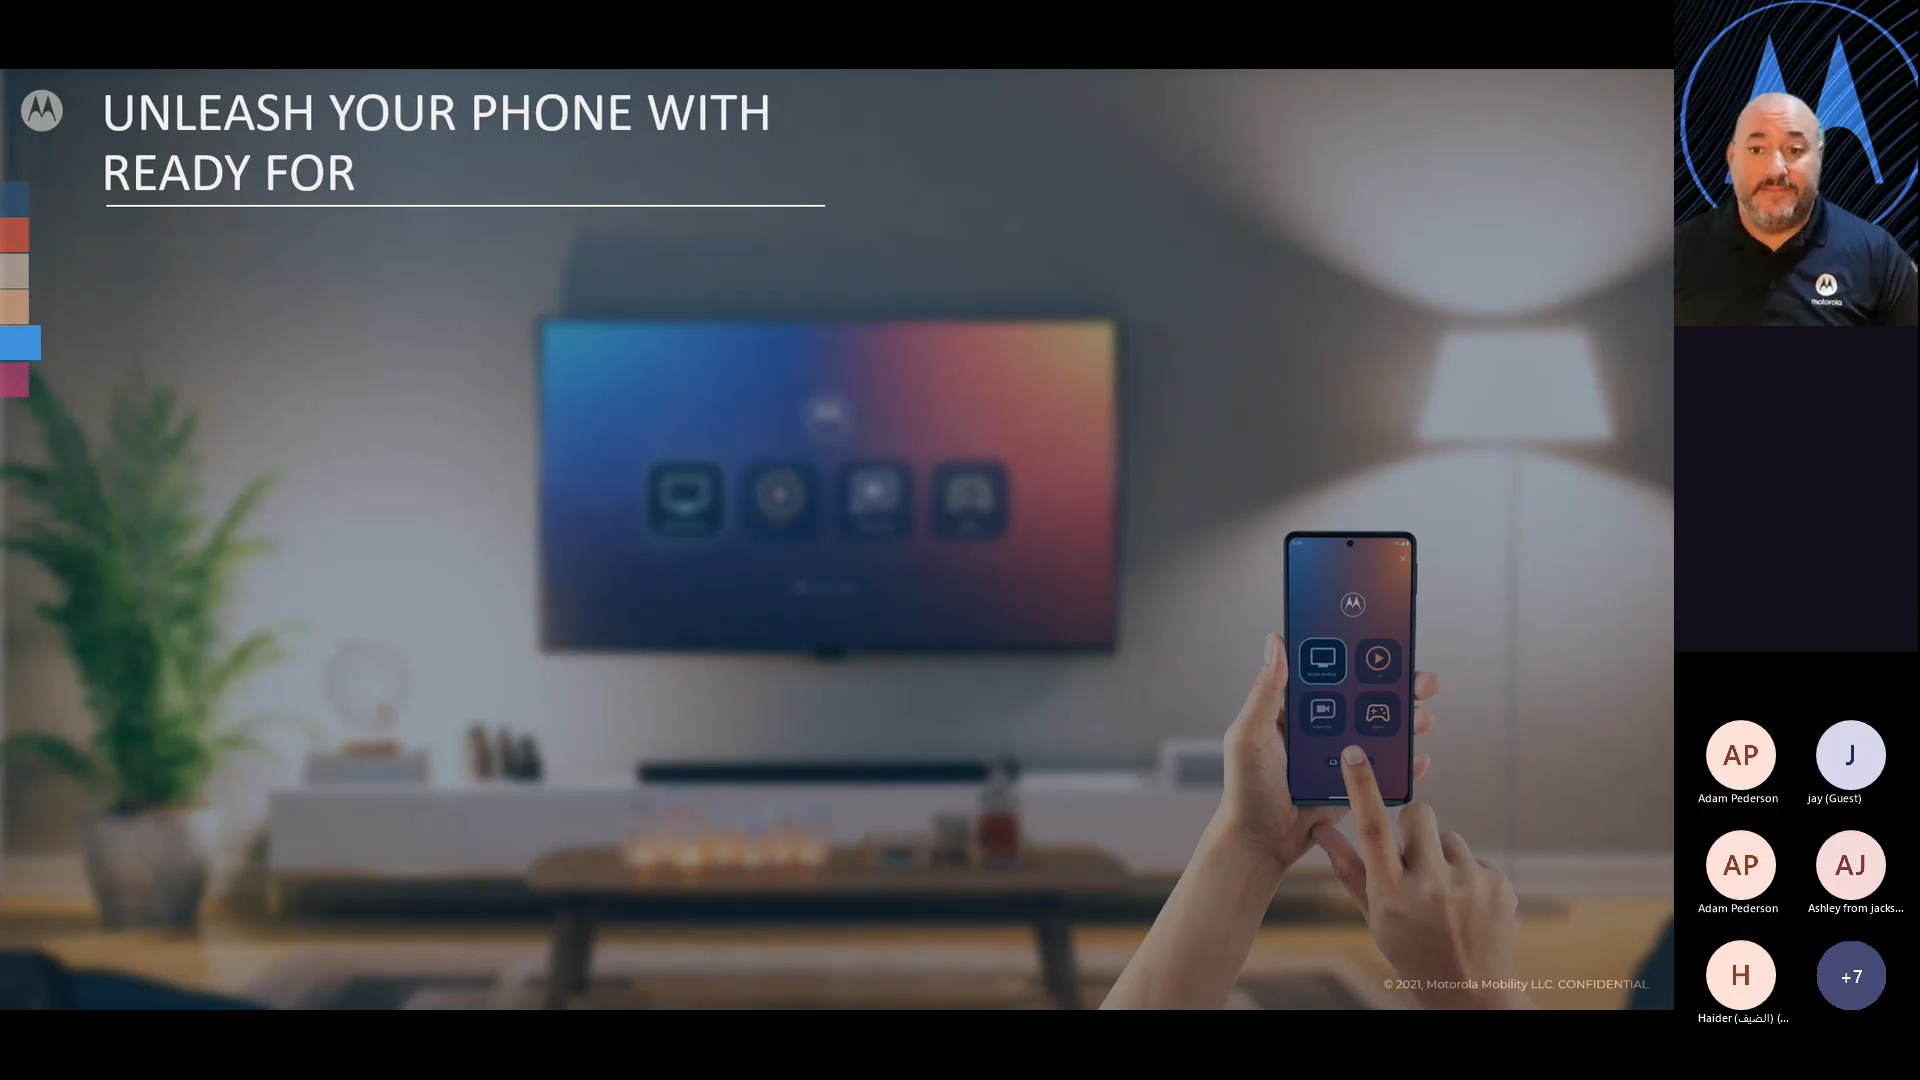 UNLEASH YOUR PHONE WITH
READY FOR
motorola
© 2021, Motorola Mobility LLC. CONFIDENTIAL.
AP
Adam Pederson
J
jay (Guest)
AP
Adam Pederson
AJ
Ashley from jacks...
H
Haider (الضيف) (...
+7